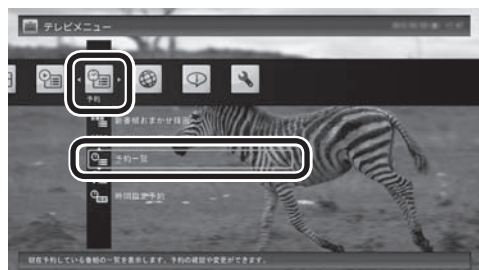 テレビメニュー
予約
新番組おまかせ録画
予約一覧
時間指定予約
現在予約している番組の一覧を表示します。予約の確認や変更ができます。